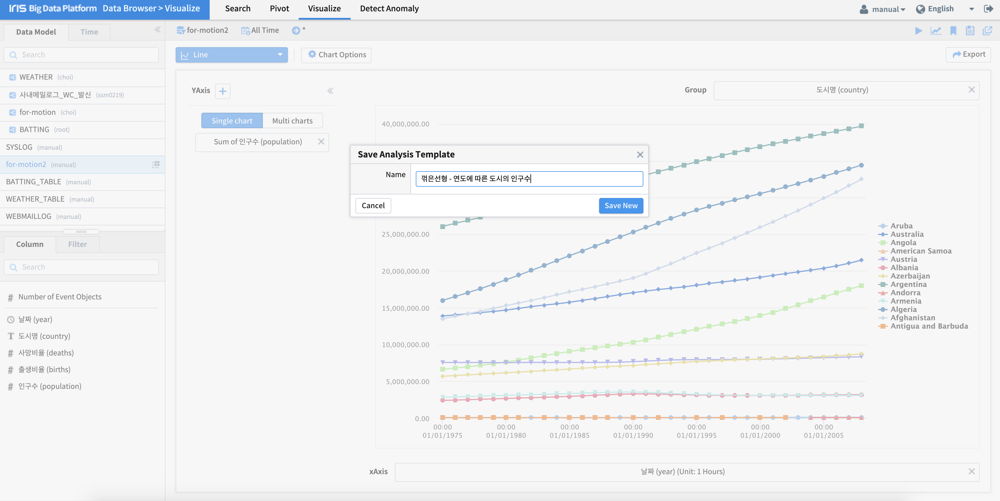 IRIS Big Data Platform Data Browser > Visualize Search Pivot Visualize Detect Anomaly manual English
Data Model Time
for-motion2 All Time *
Search
Line Chart Options Export
WEATHER (choi)
사내메일로그_WC_발신 (ssm0219)
for-motion (choi)
BATTING (root)
SYSLOG (manual)
for-motion2 (manual)
BATTING_TABLE (manual)
WEATHER_TABLE (manual)
WEBMAILLOG (manual)
Column Filter
Search
Number of Event Objects
날짜 (year)
도시명 (country)
사망비율 (deaths)
출생비율 (births)
인구수 (population)
YAxis
Single chart Multi charts
Sum of 인구수 (population)
Group 도시명 (country)
Save Analysis Template
Name 꺾은선형 - 연도에 따른 도시의 인구수
Cancel Save New
40,000,000.00
25,000,000.00
20,000,000.00
15,000,000.00
10,000,000.00
5,000,000.00
0.00
00:00 00:00 00:00 00:00 00:00 00:00 00:00
01/01/1975 01/01/1980 01/01/1985 01/01/1990 01/01/1995 01/01/2000 01/01/2005
Aruba
Australia
Angola
American Samoa
Austria
Albania
Azerbaijan
Argentina
Andorra
Armenia
Algeria
Afghanistan
Antigua and Barbuda
xAxis 날짜 (year) (Unit: 1 Hours)